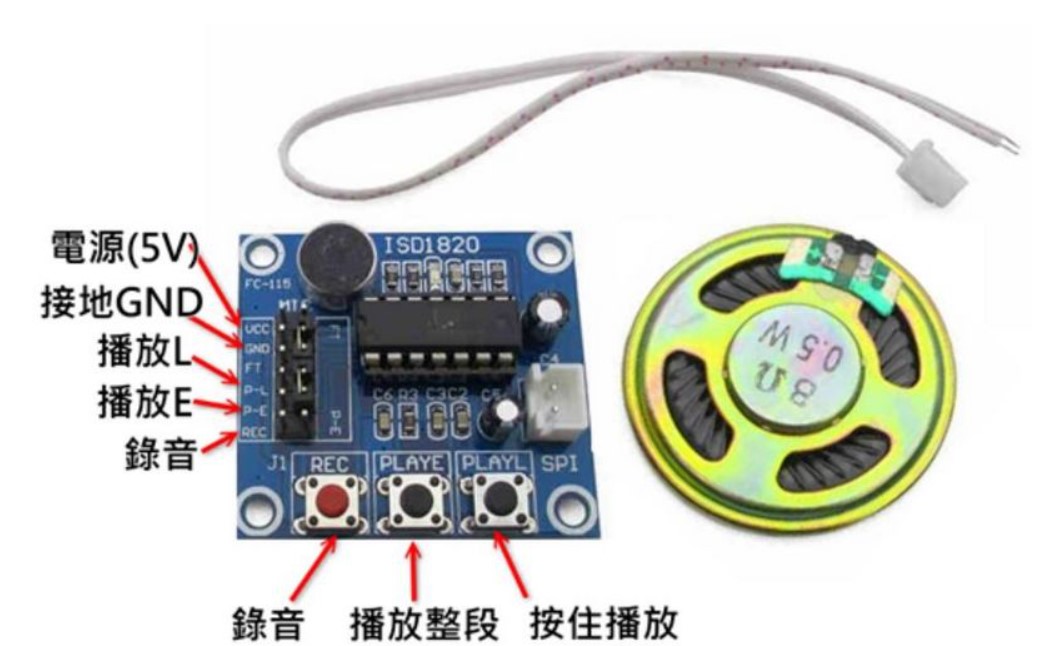 電源(5V)
接地GND
播放L
播放E
錄音
ISD1820
FC-115
VCC
GND
FT
P-L
P-E
REC
P-E
C6 R3 C3 C2 C5
C4
J1 REC PLAYE PLAYL SPI
0.5W
8Ω
錄音 播放整段 按住播放